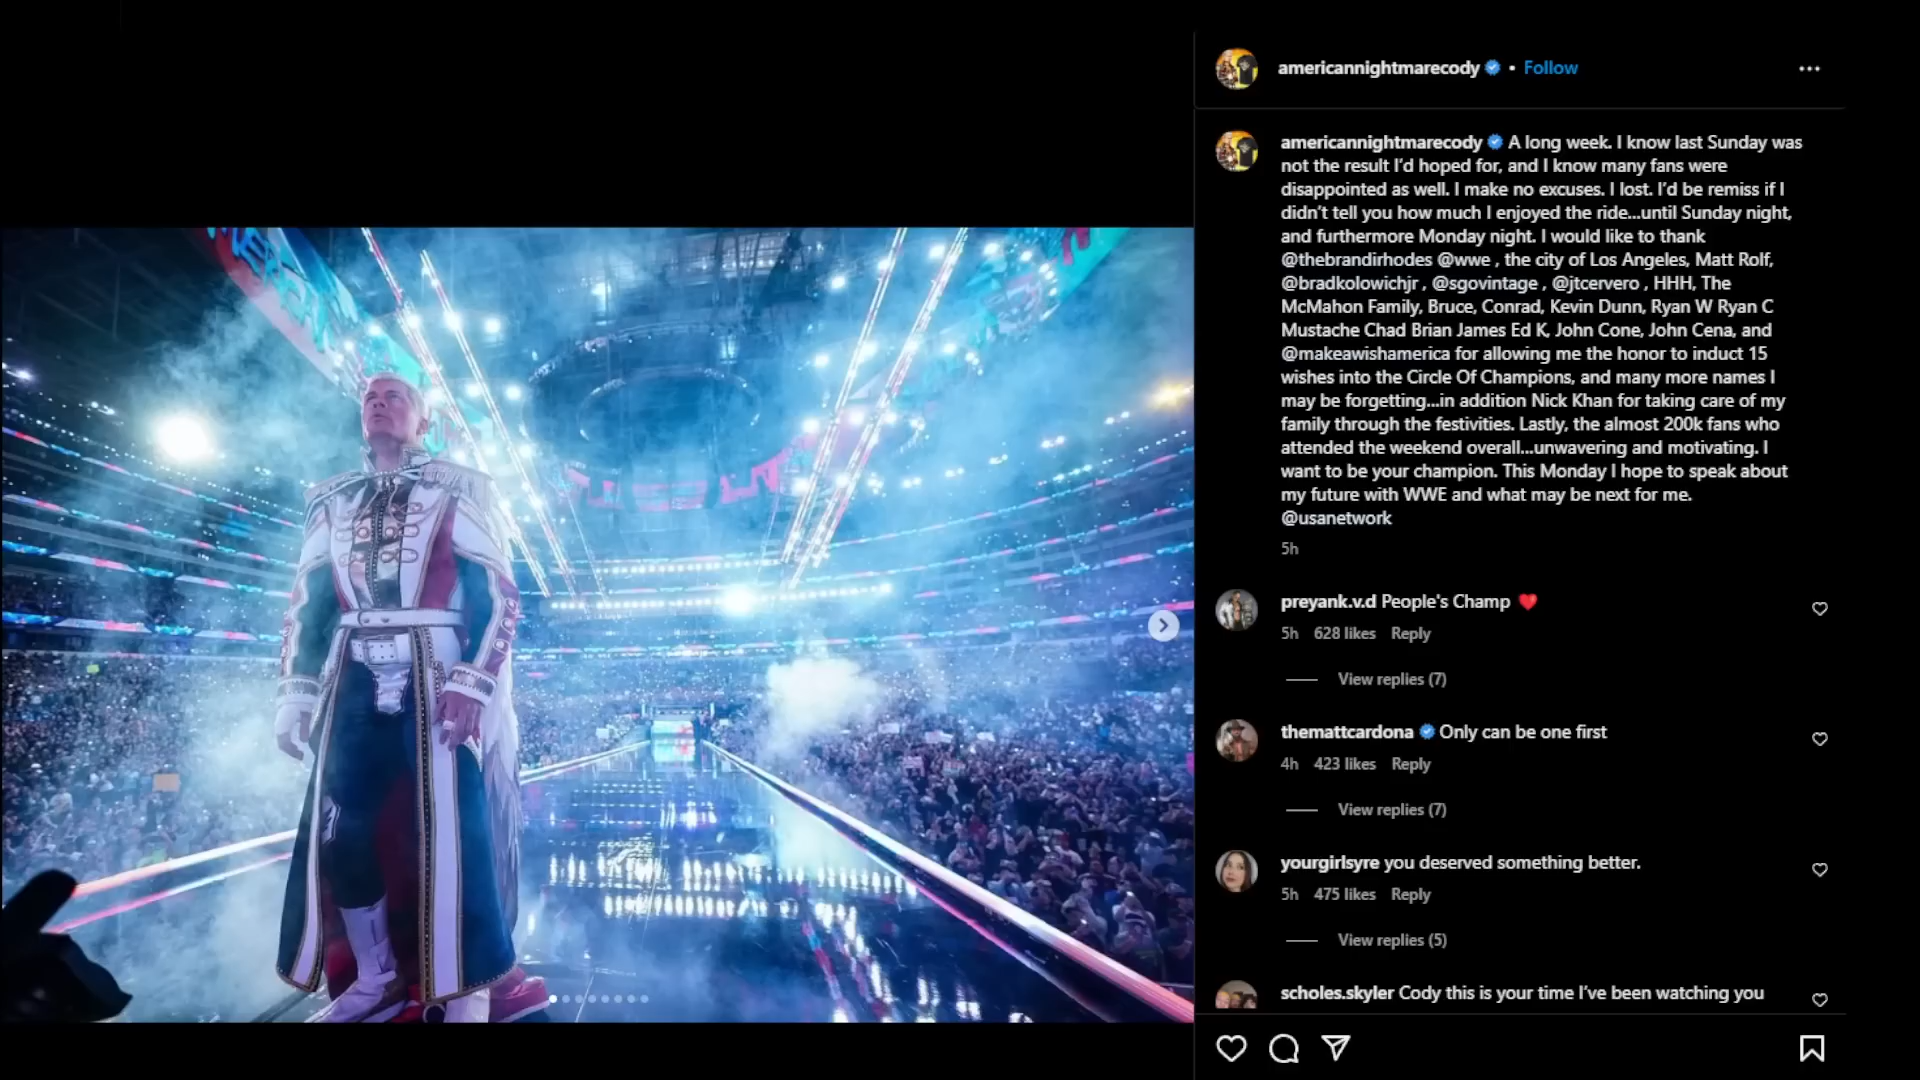 americannightmarecody • Follow
americannightmarecody A long week. I know last Sunday was
not the result I'd hoped for, and I know many fans were
disappointed as well. I make no excuses. I lost. I'd be remiss if I
didn't tell you how much I enjoyed the ride...until Sunday night,
and furthermore Monday night. I would like to thank
@thebrandirhodes @wwe , the city of Los Angeles, Matt Rolf,
@bradkolowichjr , @sgovintage , @jtcervero , HHH, The
McMahon Family, Bruce, Conrad, Kevin Dunn, Ryan W Ryan C
Mustache Chad Brian James Ed K, John Cone, John Cena, and
@makeawishamerica for allowing me the honor to induct 15
wishes into the Circle Of Champions, and many more names I
may be forgetting...in addition Nick Khan for taking care of my
family through the festivities. Lastly, the almost 200k fans who
attended the weekend overall...unwavering and motivating. I
want to be your champion. This Monday I hope to speak about
my future with WWE and what may be next for me.
@usanetwork
5h
preyank.v.d People's Champ ❤️
5h 628 likes Reply
View replies (7)
themattcardona Only can be one first
4h 423 likes Reply
View replies (7)
yourgirlsyre you deserved something better.
5h 475 likes Reply
View replies (5)
scholes.skyler Cody this is your time I've been watching you